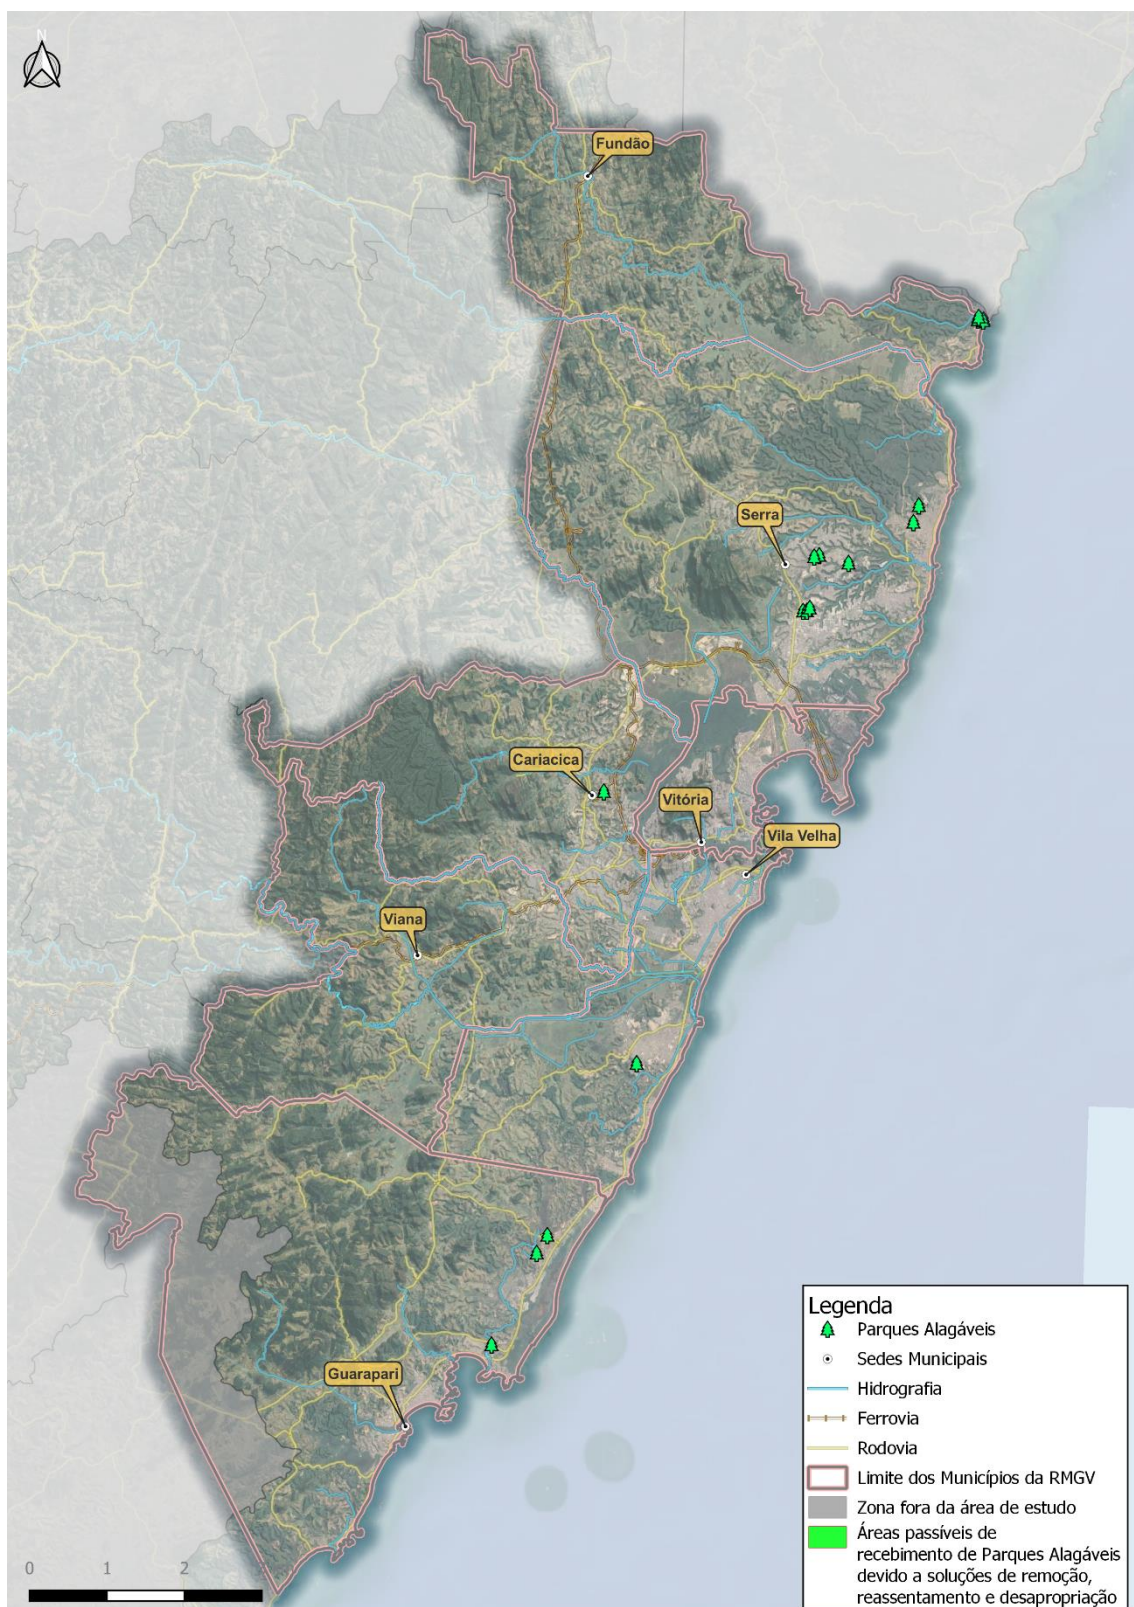 N
Fundão
Serra
Cariacica
Vitória
Vila Velha
Viana
Guarapari
Legenda
Parques Alagáveis
Sedes Municipais
Hidrografia
Ferrovia
Rodovia
Limite dos Municípios da RMGV
Zona fora da área de estudo
Áreas passíveis de
recebimento de Parques Alagáveis
devido a soluções de remoção,
reassentamento e desapropriação
0 1 2